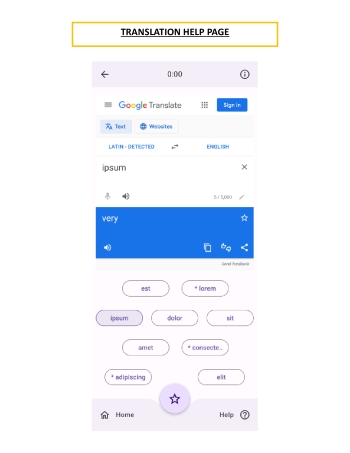 TRANSLATION HELP PAGE
0:00
Google Translate
Sign in
Text
Websites
LATIN - DETECTED
ENGLISH
ipsum
5 / 5,000
very
Send feedback
est
* lorem
ipsum
dolor
sit
amet
* consecte..
* adipiscing
elit
Home
Help